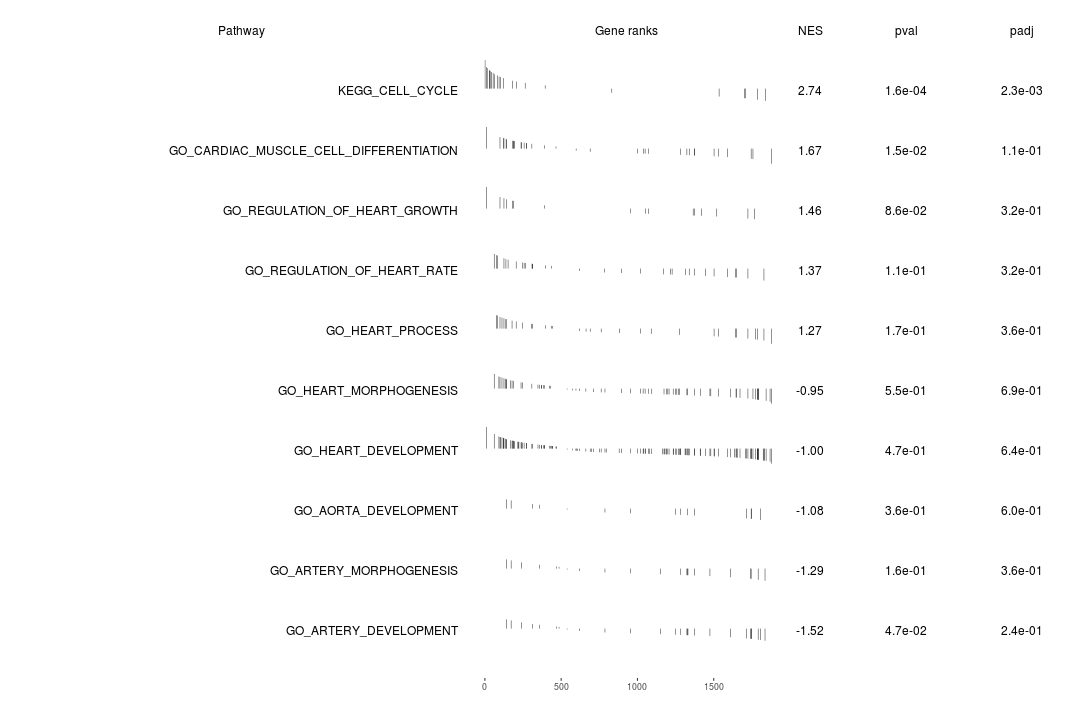 Pathway Gene ranks NES pval padj
KEGG_CELL_CYCLE 2.74 1.6e-04 2.3e-03
GO_CARDIAC_MUSCLE_CELL_DIFFERENTIATION 1.67 1.5e-02 1.1e-01
GO_REGULATION_OF_HEART_GROWTH 1.46 8.6e-02 3.2e-01
GO_REGULATION_OF_HEART_RATE 1.37 1.1e-01 3.2e-01
GO_HEART_PROCESS 1.27 1.7e-01 3.6e-01
GO_HEART_MORPHOGENESIS -0.95 5.5e-01 6.9e-01
GO_HEART_DEVELOPMENT -1.00 4.7e-01 6.4e-01
GO_AORTA_DEVELOPMENT -1.08 3.6e-01 6.0e-01
GO_ARTERY_MORPHOGENESIS -1.29 1.6e-01 3.6e-01
GO_ARTERY_DEVELOPMENT -1.52 4.7e-02 2.4e-01
0 500 1000 1500